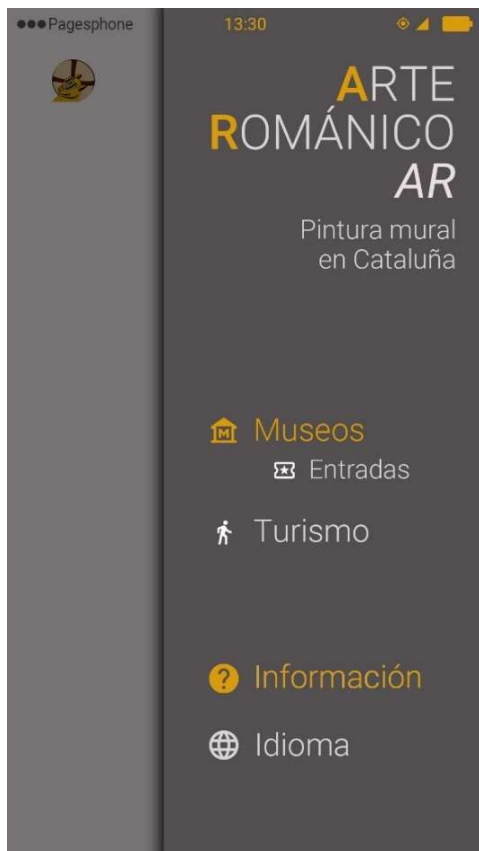 Pagesphone
13:30
ARTE
ROMÁNICO
AR
Pintura mural
en Cataluña
M Museos
Entradas
Turismo
? Información
Idioma